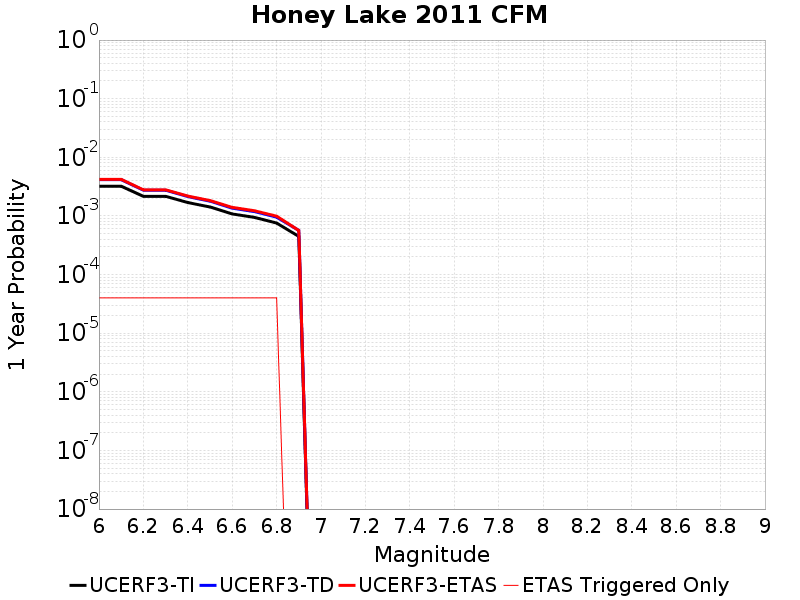 Honey Lake 2011 CFM
1 Year Probability
10^0
10^-1
10^-2
10^-3
10^-4
10^-5
10^-6
10^-7
10^-8
6 6.2 6.4 6.6 6.8 7 7.2 7.4 7.6 7.8 8 8.2 8.4 8.6 8.8 9
Magnitude
UCERF3-TI UCERF3-TD UCERF3-ETAS ETAS Triggered Only